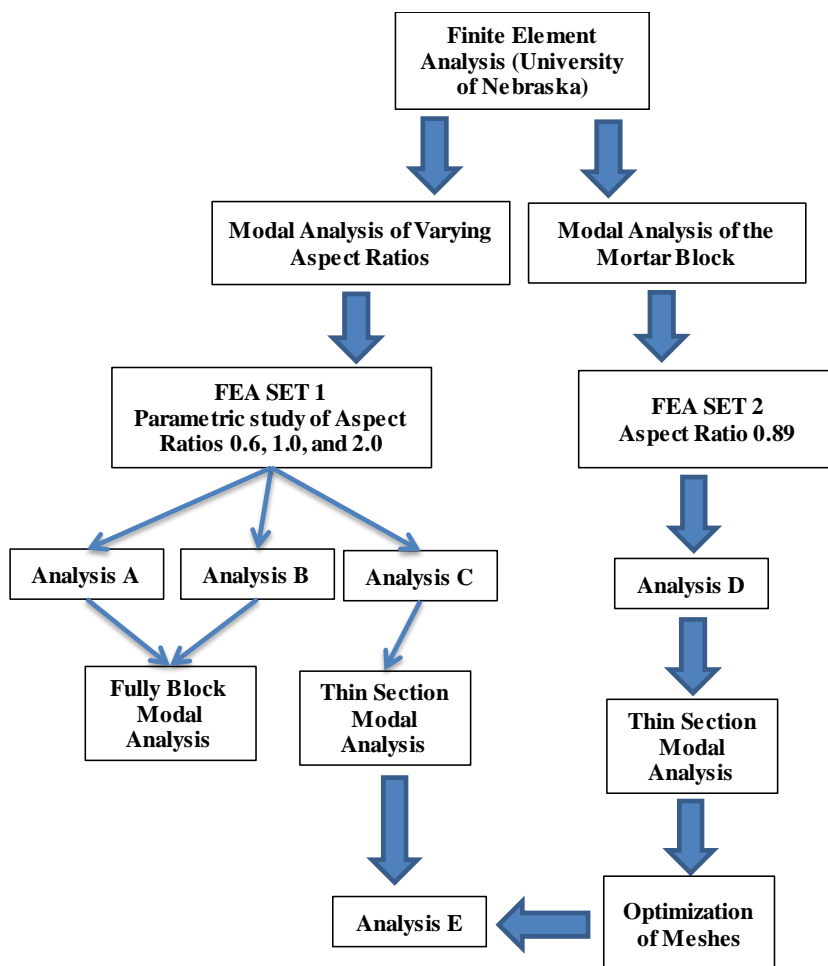 Finite Element
Analysis (University
of Nebraska)
Modal Analysis of Varying
Aspect Ratios
Modal Analysis of the
Mortar Block
FEA SET 1
Parametric study of Aspect
Ratios 0.6, 1.0, and 2.0
FEA SET 2
Aspect Ratio 0.89
Analysis A
Analysis B
Analysis C
Analysis D
Fully Block
Modal
Analysis
Thin Section
Modal
Analysis
Thin Section
Modal
Analysis
Analysis E
Optimization
of Meshes